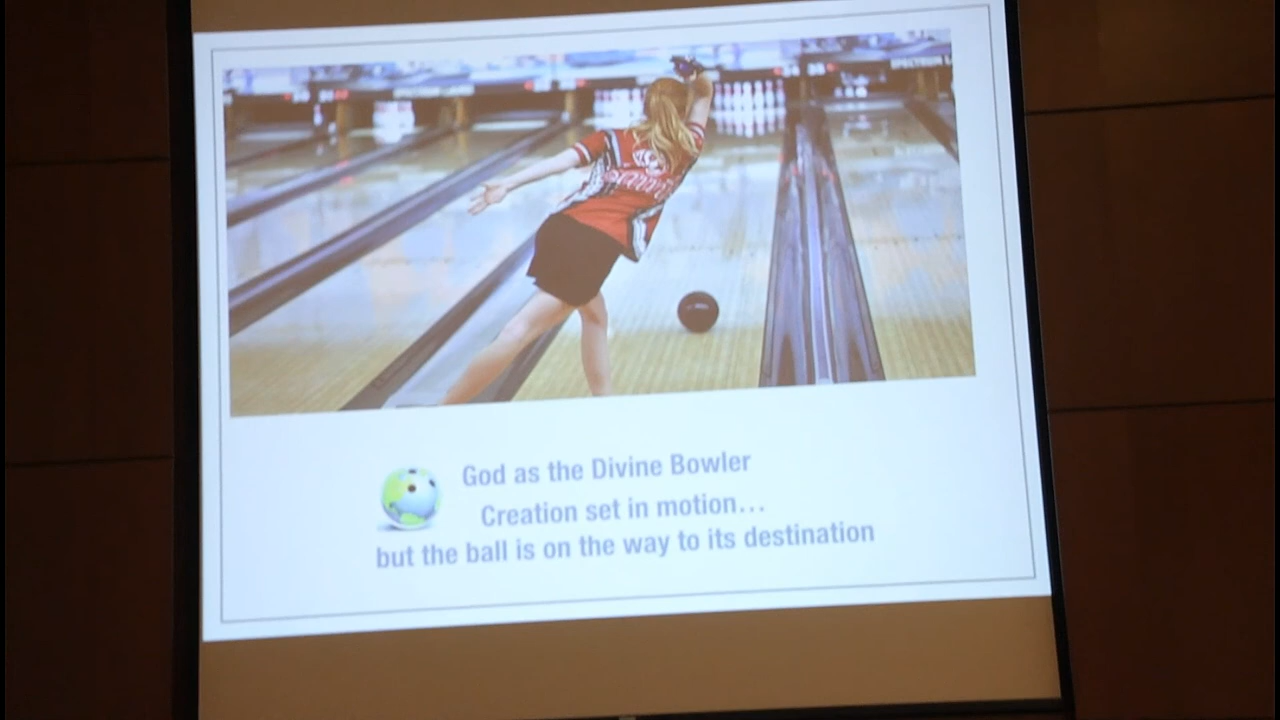 SPECTRUM L
God as the Divine Bowler
Creation set in motion…
but the ball is on the way to its destination